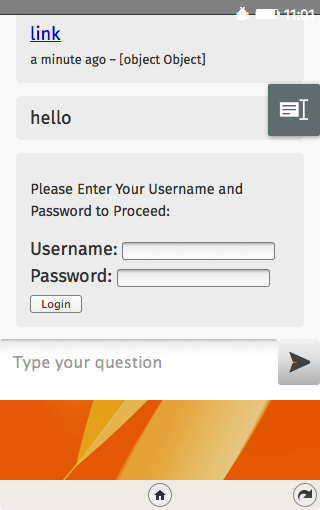 11:01
link
a minute ago – [object Object]
hello
Please Enter Your Username and
Password to Proceed:
Username:
Password:
Login
Type your question